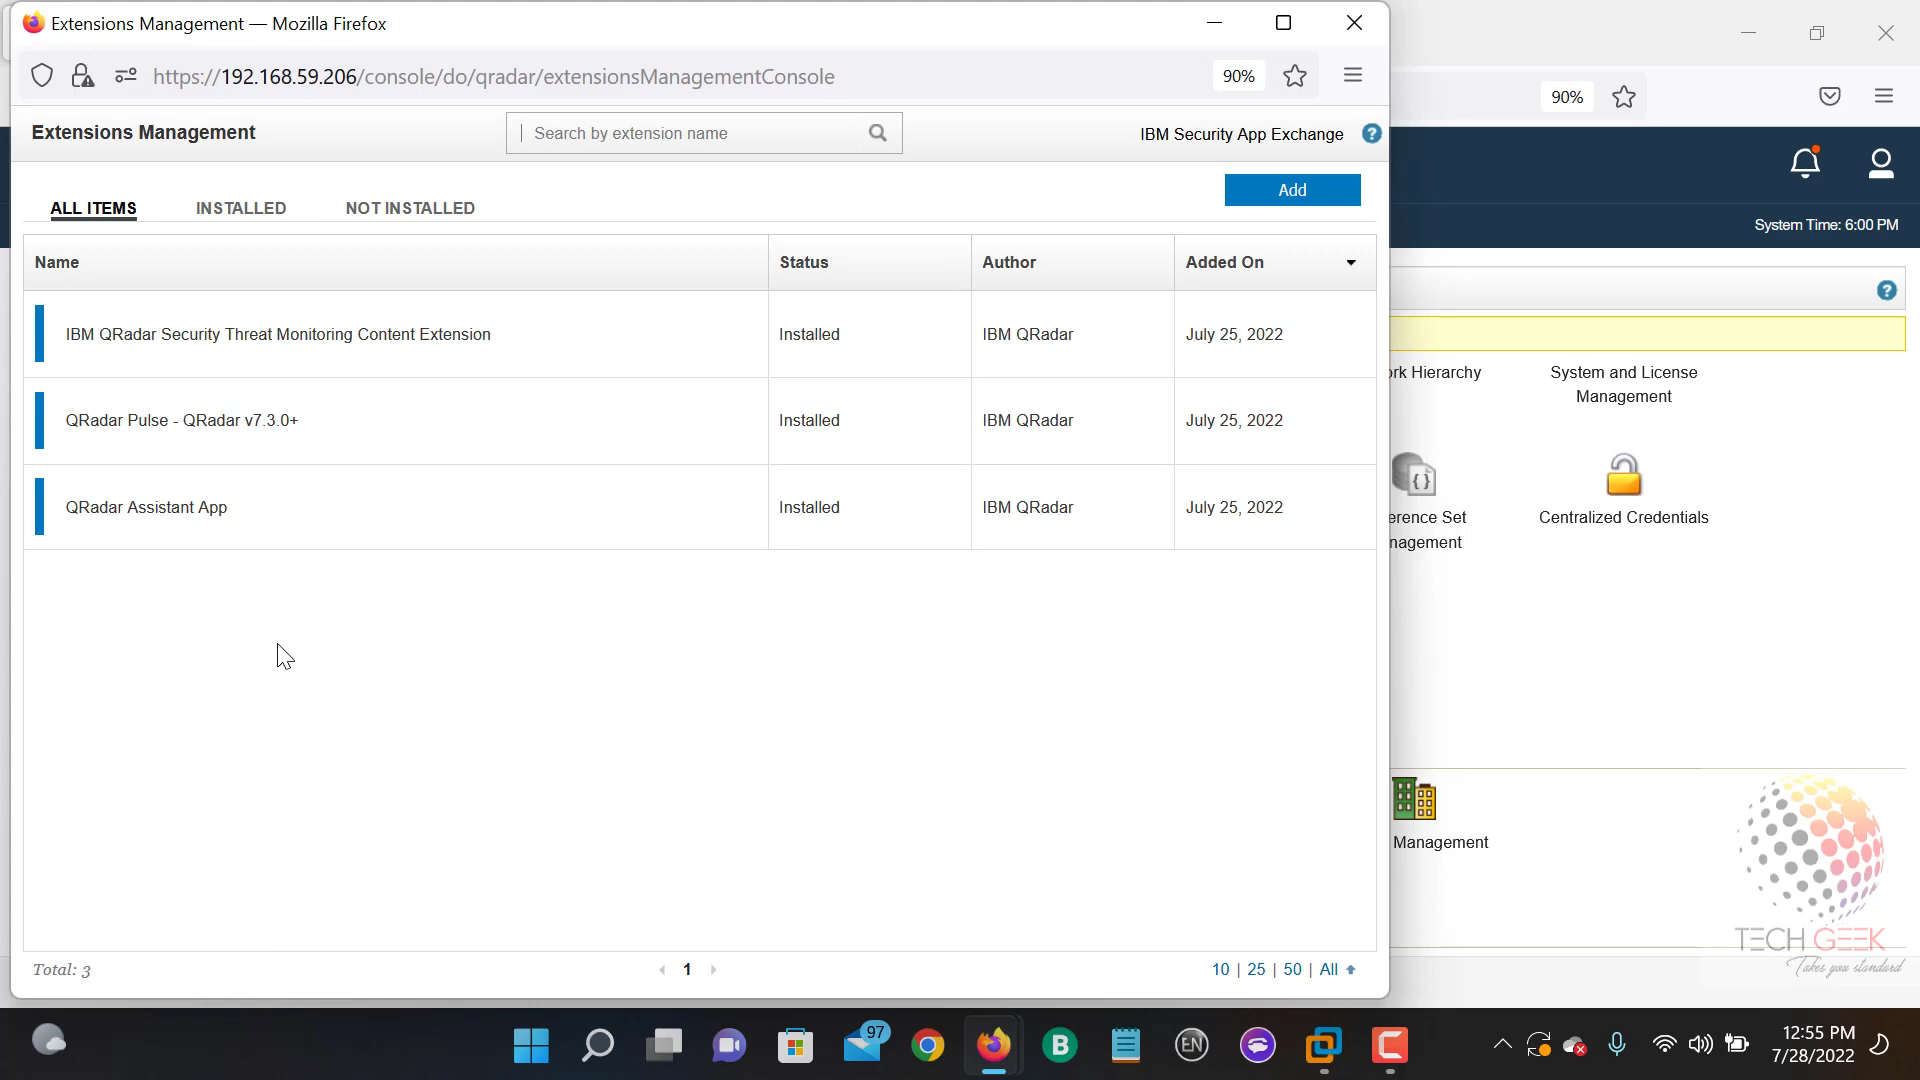 Extensions Management — Mozilla Firefox
https://192.168.59.206/console/do/qradar/extensionsManagementConsole
90%
90%
Extensions Management
Search by extension name
IBM Security App Exchange
?
Add
ALL ITEMS
INSTALLED
NOT INSTALLED
System Time: 6:00 PM
Name
Status
Author
Added On
?
IBM QRadar Security Threat Monitoring Content Extension
Installed
IBM QRadar
July 25, 2022
QRadar Pulse - QRadar v7.3.0+
Installed
IBM QRadar
July 25, 2022
QRadar Assistant App
Installed
IBM QRadar
July 25, 2022
rk Hierarchy
System and License
Management
{}
erence Set
nagement
Centralized Credentials
Management
TECH GEEK
Takes you standard
Total: 3
1
10 | 25 | 50 | All
97
B
EN
12:55 PM
7/28/2022